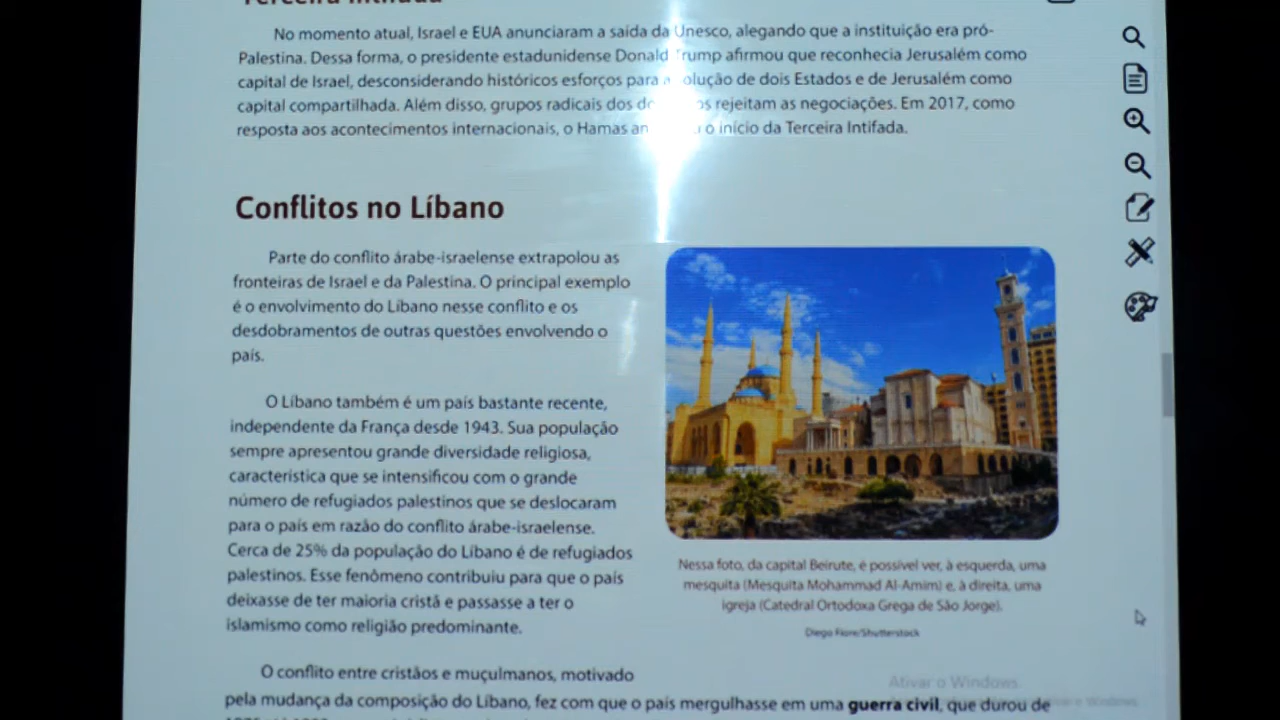 Terceira Intifada
No momento atual, Israel e EUA anunciaram a saída da Unesco, alegando que a instituição era pró-
Palestina. Dessa forma, o presidente estadunidense Donald Trump afirmou que reconhecia Jerusalém como
capital de Israel, desconsiderando históricos esforços para a solução de dois Estados e de Jerusalém como
capital compartilhada. Além disso, grupos radicais dos rejeitam as negociações. Em 2017, como
resposta aos acontecimentos internacionais, o Hamas o início da Terceira Intifada.
Conflitos no Líbano
Parte do conflito árabe-israelense extrapolou as
fronteiras de Israel e da Palestina. O principal exemplo
é o envolvimento do Líbano nesse conflito e os
desdobramentos de outras questões envolvendo o
país.
O Líbano também é um país bastante recente,
independente da França desde 1943. Sua população
sempre apresentou grande diversidade religiosa,
característica que se intensificou com o grande
número de refugiados palestinos que se deslocaram
para o país em razão do conflito árabe-israelense.
Cerca de 25% da população do Líbano é de refugiados
palestinos. Esse fenômeno contribuiu para que o país
deixasse de ter maioria cristã e passasse a ter o
islamismo como religião predominante.
Nessa foto, da capital Beirute, é possível ver, à esquerda, uma
mesquita (Mesquita Mohammad Al-Amim) e, à direita, uma
igreja (Catedral Ortodoxa Grega de São Jorge).
Diego Fiore/Shutterstock
O conflito entre cristãos e muçulmanos, motivado
pela mudança da composição do Líbano, fez com que o país mergulhasse em uma guerra civil, que durou de
Ativar o Windows